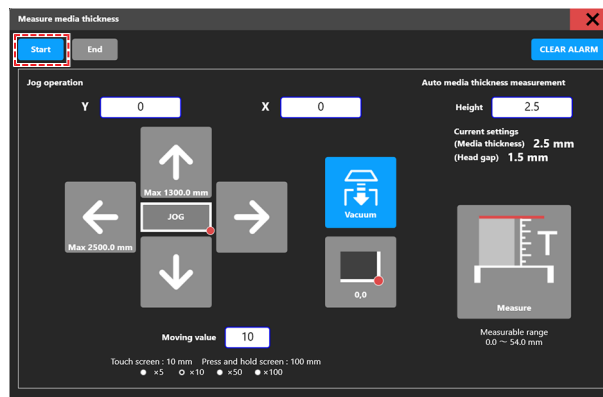 Measure media thickness
Start
End
CLEAR ALARM
Jog operation
Auto media thickness measurement
Y 0
X 0
Height 2.5
Current settings
(Media thickness) 2.5 mm
(Head gap) 1.5 mm
Max 1300.0 mm
JOG
Max 2500.0 mm
Vacuum
0,0
T
Measure
Moving value 10
Measurable range
0.0 ～ 54.0 mm
Touch screen : 10 mm Press and hold screen : 100 mm
×5 ×10 ×50 ×100